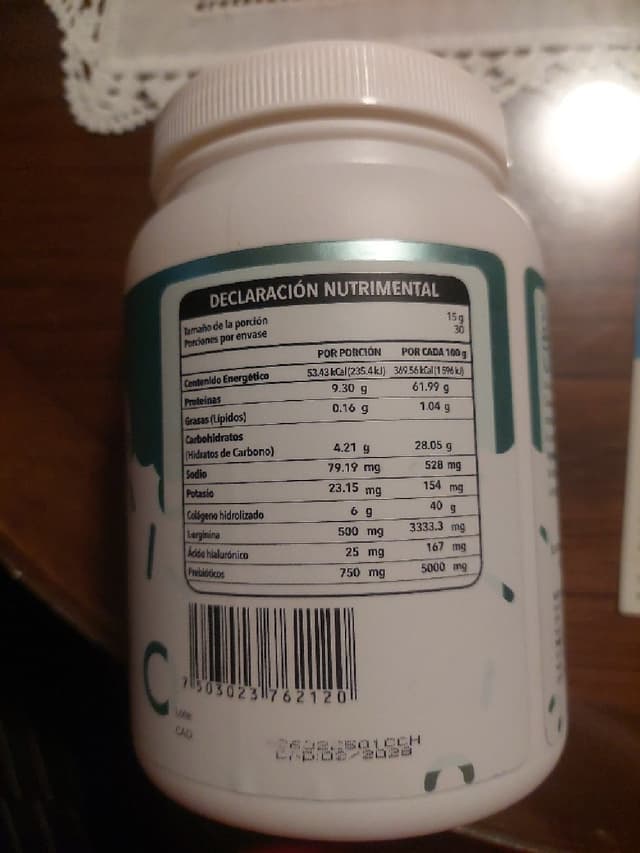 DECLARACIÓN NUTRIMENTAL
Tamaño de la porción 15 g
Porciones por envase 30
POR PORCIÓN POR CADA 100 g
Contenido Energético 53.43 kCal(235.4 kJ) 369.56 kCal(1596 kJ)
Proteínas 9.30 g 61.99 g
Grasas (Lípidos) 0.16 g 1.04 g
Carbohidratos
(Hidratos de Carbono) 4.21 g 28.05 g
Sodio 79.19 mg 528 mg
Potasio 23.15 mg 154 mg
Colágeno hidrolizado 6 g 40 g
L-arginina 500 mg 3333.3 mg
Ácido hialurónico 25 mg 167 mg
Prebióticos 750 mg 5000 mg
7 503023 762120
C
Lote
CAD